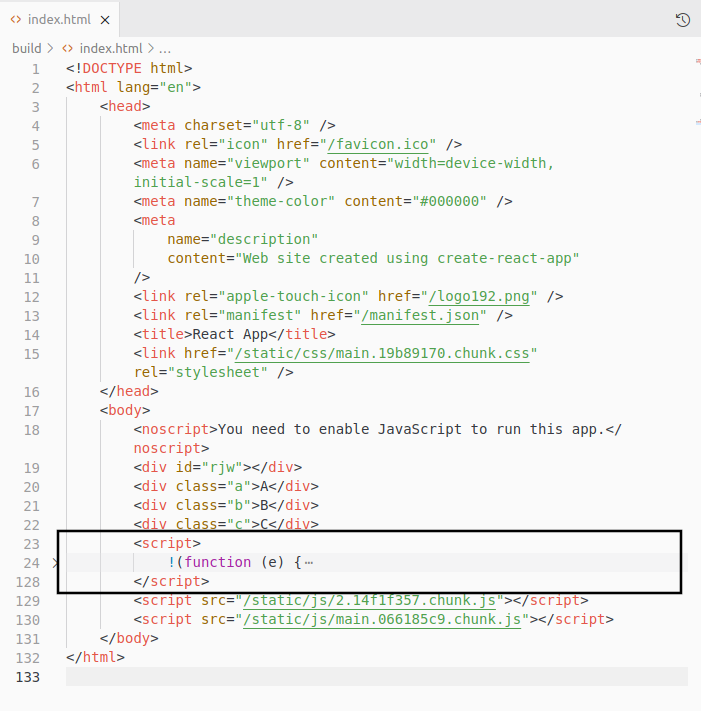 index.html
build > index.html > ...
1 <!DOCTYPE html>
2 <html lang="en">
3 <head>
4 <meta charset="utf-8" />
5 <link rel="icon" href="/favicon.ico" />
6 <meta name="viewport" content="width=device-width,
initial-scale=1" />
7 <meta name="theme-color" content="#000000" />
8 <meta
9 name="description"
10 content="Web site created using create-react-app"
11 />
12 <link rel="apple-touch-icon" href="/logo192.png" />
13 <link rel="manifest" href="/manifest.json" />
14 <title>React App</title>
15 <link href="/static/css/main.19b89170.chunk.css"
rel="stylesheet" />
16 </head>
17 <body>
18 <noscript>You need to enable JavaScript to run this app.</
noscript>
19 <div id="rjw"></div>
20 <div class="a">A</div>
21 <div class="b">B</div>
22 <div class="c">C</div>
23 <script>
24 !(function (e) {⋯
128 </script>
129 <script src="/static/js/2.14f1f357.chunk.js"></script>
130 <script src="/static/js/main.066185c9.chunk.js"></script>
131 </body>
132 </html>
133